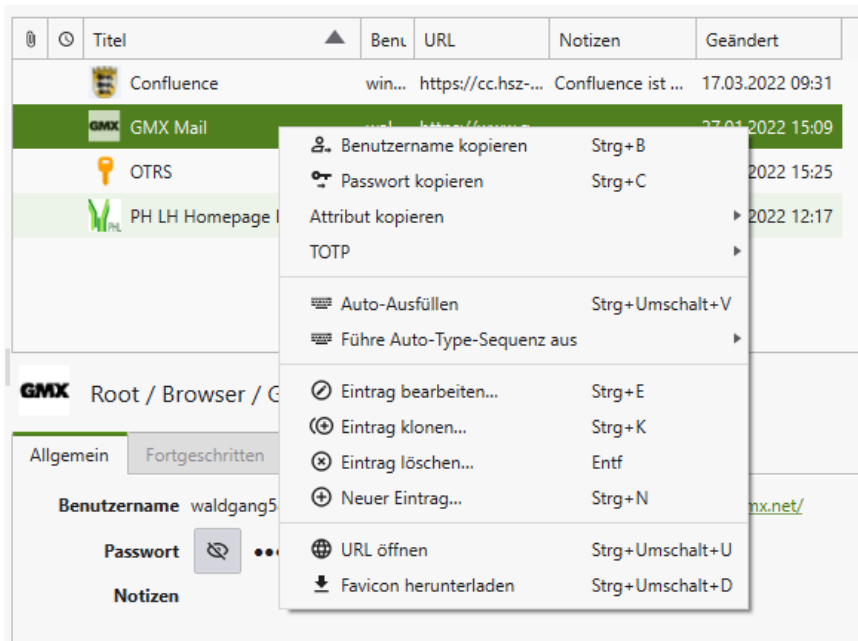 Titel Benu URL Notizen Geändert
Confluence win... https://cc.hsz-... Confluence ist ... 17.03.2022 09:31
GMX GMX Mail 27.01.2022 15:09
OTRS 2022 15:25
PHL PH LH Homepage 2022 12:17
Benutzername kopieren Strg+B
Passwort kopieren Strg+C
Attribut kopieren
TOTP
Auto-Ausfüllen Strg+Umschalt+V
Führe Auto-Type-Sequenz aus
Eintrag bearbeiten... Strg+E
Eintrag klonen... Strg+K
Eintrag löschen... Entf
Neuer Eintrag... Strg+N
URL öffnen Strg+Umschalt+U
Favicon herunterladen Strg+Umschalt+D
GMX Root / Browser / G
Allgemein Fortgeschritten
Benutzername waldgang5 mx.net/
Passwort
Notizen